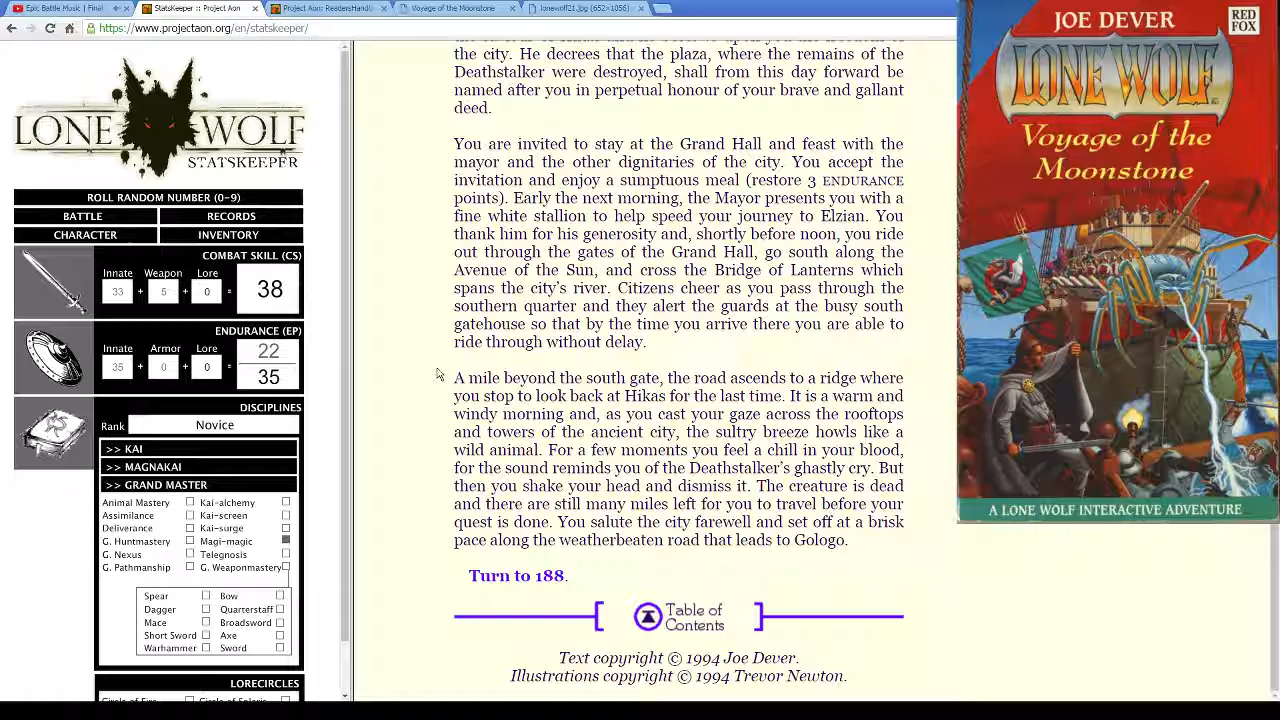 Epic Battle Music | Final
StatsKeeper :: Project Aon
Project Aon: ReadersHandl
Voyage of the Moonstone
lonewolf21.jpg (652×1056)
https://www.projectaon.org/en/statskeeper/
LONE WOLF
STATSKEEPER
ROLL RANDOM NUMBER (0-9)
BATTLE
RECORDS
CHARACTER
INVENTORY
COMBAT SKILL (CS)
Innate Weapon Lore
33 + 5 + 0 = 38
ENDURANCE (EP)
Innate Armor Lore
22
35 + 0 + 0 = 35
DISCIPLINES
Rank Novice
>> KAI
>> MAGNAKAI
>> GRAND MASTER
Animal Mastery Kai-alchemy
Assimilance Kai-screen
Deliverance Kai-surge
G. Huntmastery Magi-magic
G. Nexus Telegnosis
G. Pathmanship G. Weaponmastery
Spear Bow
Dagger Quarterstaff
Mace Broadsword
Short Sword Axe
Warhammer Sword
LORECIRCLES
the city. He decrees that the plaza, where the remains of the
Deathstalker were destroyed, shall from this day forward be
named after you in perpetual honour of your brave and gallant
deed.
You are invited to stay at the Grand Hall and feast with the
mayor and the other dignitaries of the city. You accept the
invitation and enjoy a sumptuous meal (restore 3 ENDURANCE
points). Early the next morning, the Mayor presents you with a
fine white stallion to help speed your journey to Elzian. You
thank him for his generosity and, shortly before noon, you ride
out through the gates of the Grand Hall, go south along the
Avenue of the Sun, and cross the Bridge of Lanterns which
spans the city's river. Citizens cheer as you pass through the
southern quarter and they alert the guards at the busy south
gatehouse so that by the time you arrive there you are able to
ride through without delay.
A mile beyond the south gate, the road ascends to a ridge where
you stop to look back at Hikas for the last time. It is a warm and
windy morning and, as you cast your gaze across the rooftops
and towers of the ancient city, the sultry breeze howls like a
wild animal. For a few moments you feel a chill in your blood,
for the sound reminds you of the Deathstalker's ghastly cry. But
then you shake your head and dismiss it. The creature is dead
and there are still many miles left for you to travel before your
quest is done. You salute the city farewell and set off at a brisk
pace along the weatherbeaten road that leads to Gologo.
Turn to 188.
Table of
Contents
Text copyright © 1994 Joe Dever.
Illustrations copyright © 1994 Trevor Newton.
JOE DEVER
RED
FOX
LONE WOLF
Voyage of the
Moonstone
A LONE WOLF INTERACTIVE ADVENTURE